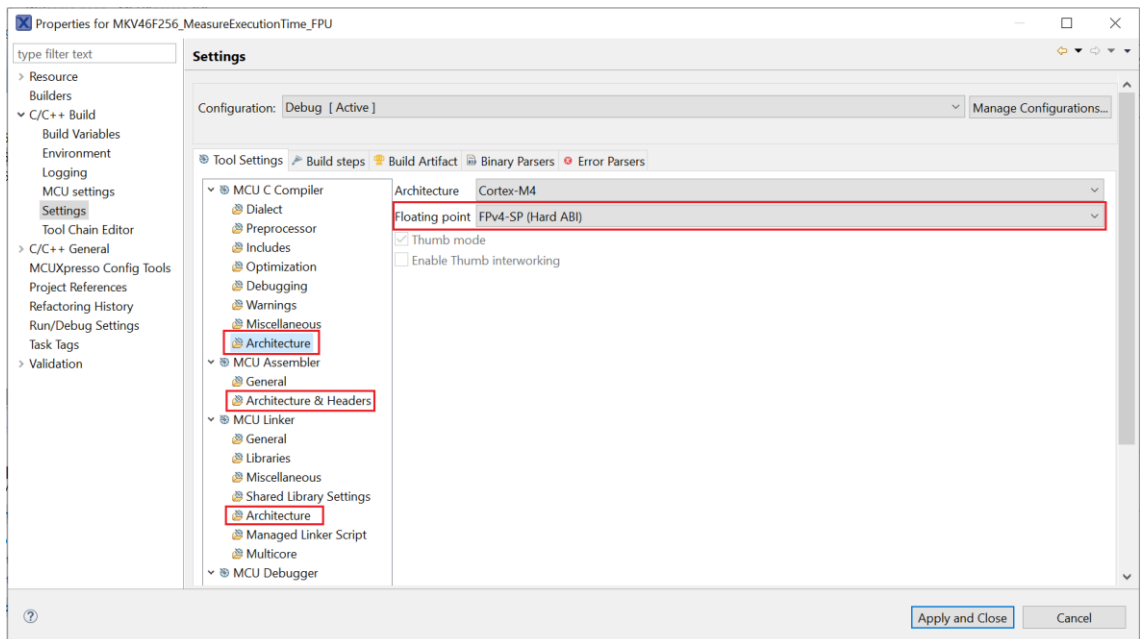 Properties for MKV46F256_MeasureExecutionTime_FPU
type filter text
Resource
Builders
C/C++ Build
Build Variables
Environment
Logging
MCU settings
Settings
Tool Chain Editor
C/C++ General
MCUXpresso Config Tools
Project References
Refactoring History
Run/Debug Settings
Task Tags
Validation
Settings
Configuration: Debug [ Active ]
Manage Configurations...
Tool Settings Build steps Build Artifact Binary Parsers Error Parsers
MCU C Compiler
Dialect
Preprocessor
Includes
Optimization
Debugging
Warnings
Miscellaneous
Architecture
MCU Assembler
General
Architecture & Headers
MCU Linker
General
Libraries
Miscellaneous
Shared Library Settings
Architecture
Managed Linker Script
Multicore
MCU Debugger
Architecture Cortex-M4
Floating point FPv4-SP (Hard ABI)
Thumb mode
Enable Thumb interworking
Apply and Close
Cancel